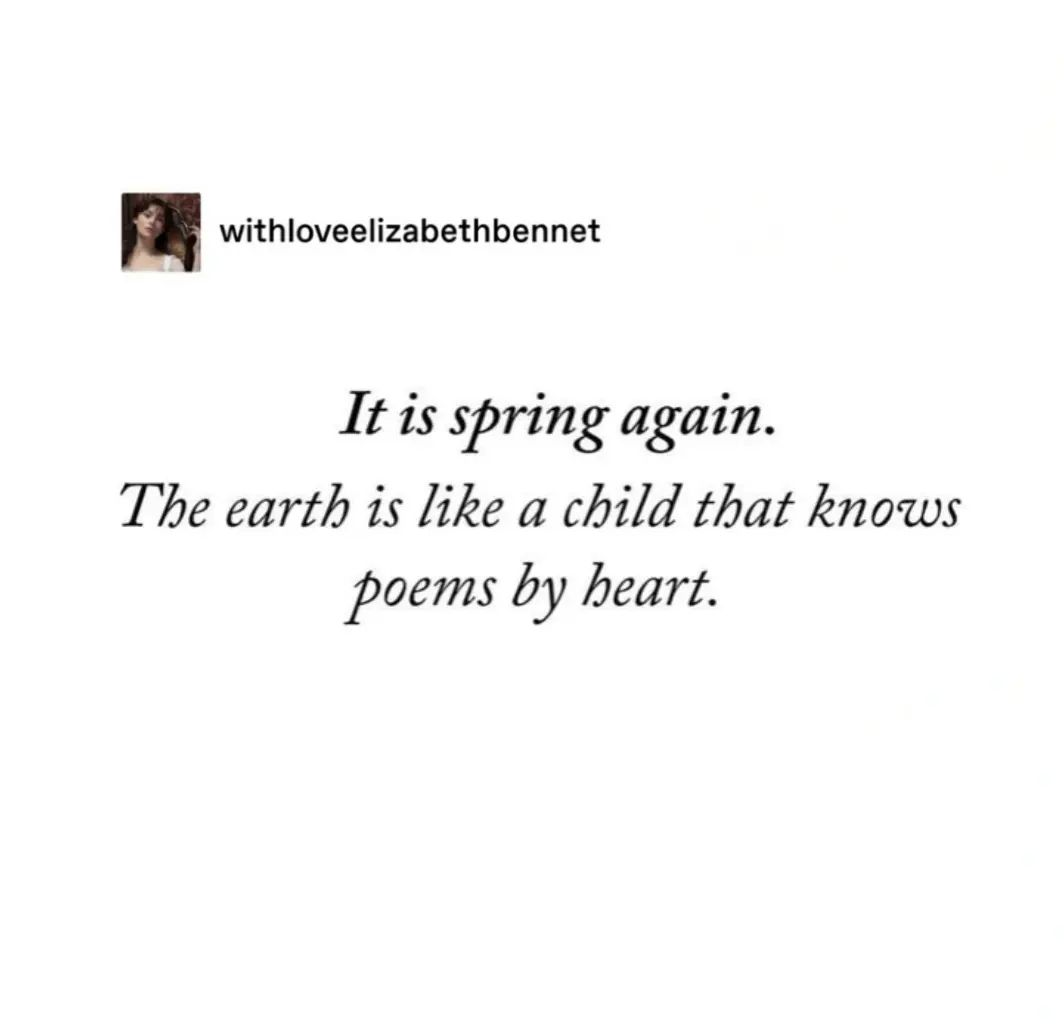 withloveelizabethbennet
It is spring again.
The earth is like a child that knows
poems by heart.